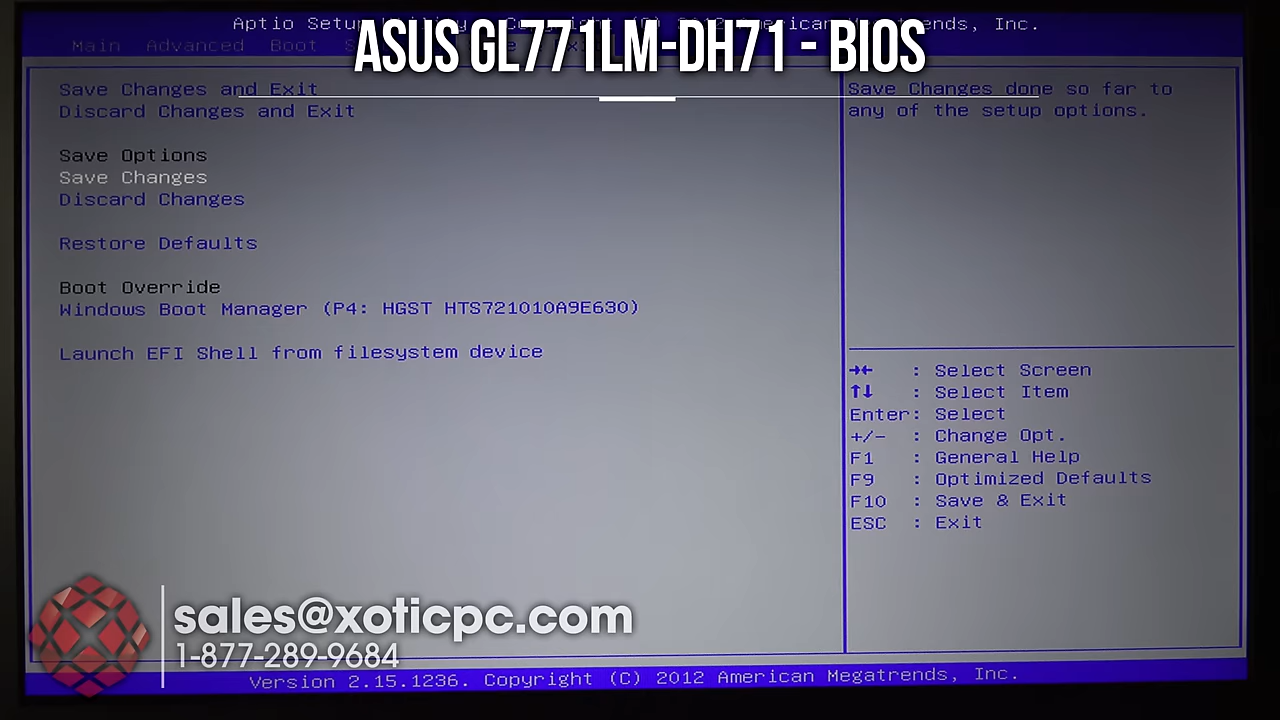 Aptio Setup Utility - Copyright (C) 2012 American Megatrends, Inc.
ASUS GL771LM-DH71 - BIOS
Main Advanced Boot
Save Changes and Exit
Discard Changes and Exit
Save Options
Save Changes
Discard Changes
Restore Defaults
Boot Override
Windows Boot Manager (P4: HGST HTS721010A9E630)
Launch EFI Shell from filesystem device
Save Changes done so far to
any of the setup options.
→← : Select Screen
↑↓ : Select Item
Enter: Select
+/- : Change Opt.
F1 : General Help
F9 : Optimized Defaults
F10 : Save & Exit
ESC : Exit
sales@xoticpc.com
1-877-289-9684
Version 2.15.1236. Copyright (C) 2012 American Megatrends, Inc.